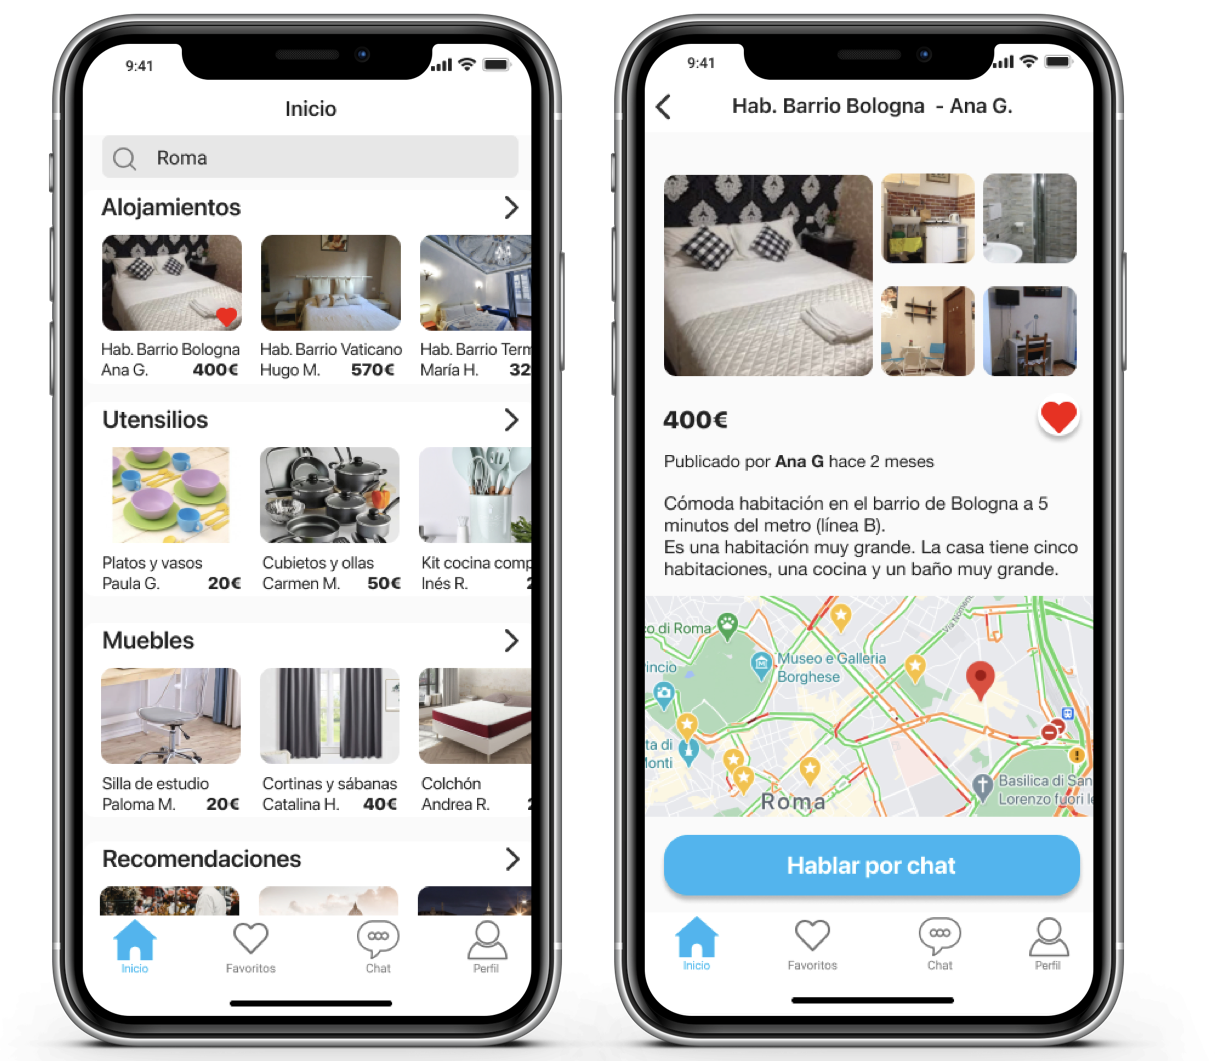 9:41
Inicio
Roma
Alojamientos
Hab. Barrio Bologna
Ana G. 400€
Hab. Barrio Vaticano
Hugo M. 570€
Hab. Barrio Term
María H. 32
Utensilios
Platos y vasos
Paula G. 20€
Cubietos y ollas
Carmen M. 50€
Kit cocina comp
Inés R.
Muebles
Silla de estudio
Paloma M. 20€
Cortinas y sábanas
Catalina H. 40€
Colchón
Andrea R.
Recomendaciones
Inicio
Favoritos
Chat
Perfil
9:41
Hab. Barrio Bologna - Ana G.
400€
Publicado por Ana G hace 2 meses
Cómoda habitación en el barrio de Bologna a 5
minutos del metro (línea B).
Es una habitación muy grande. La casa tiene cinco
habitaciones, una cocina y un baño muy grande.
co di Roma
Museo e Galleria
Borghese
incio
ta di
Monti
Roma
Basilica di San
Lorenzo fuori le
Hablar por chat
Inicio
Favoritos
Chat
Perfil